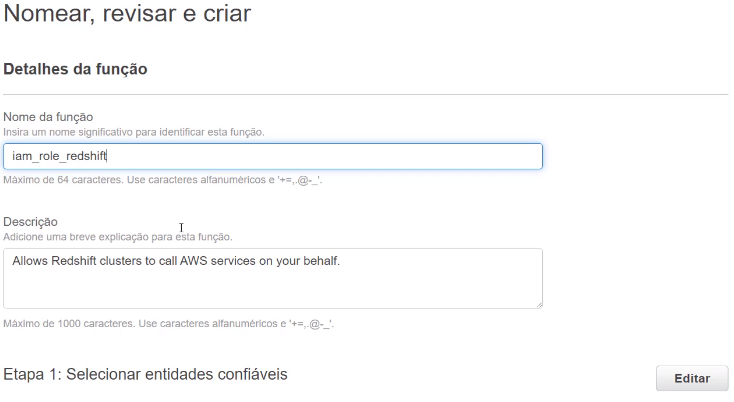 Nomear, revisar e criar
Detalhes da função
Nome da função
Insira um nome significativo para identificar esta função.
iam_role_redshift
Máximo de 64 caracteres. Use caracteres alfanuméricos e '+=,.@-_'.
Descrição
Adicione uma breve explicação para esta função.
Allows Redshift clusters to call AWS services on your behalf.
Máximo de 1000 caracteres. Use caracteres alfanuméricos e '+=,.@-_'.
Etapa 1: Selecionar entidades confiáveis
Editar